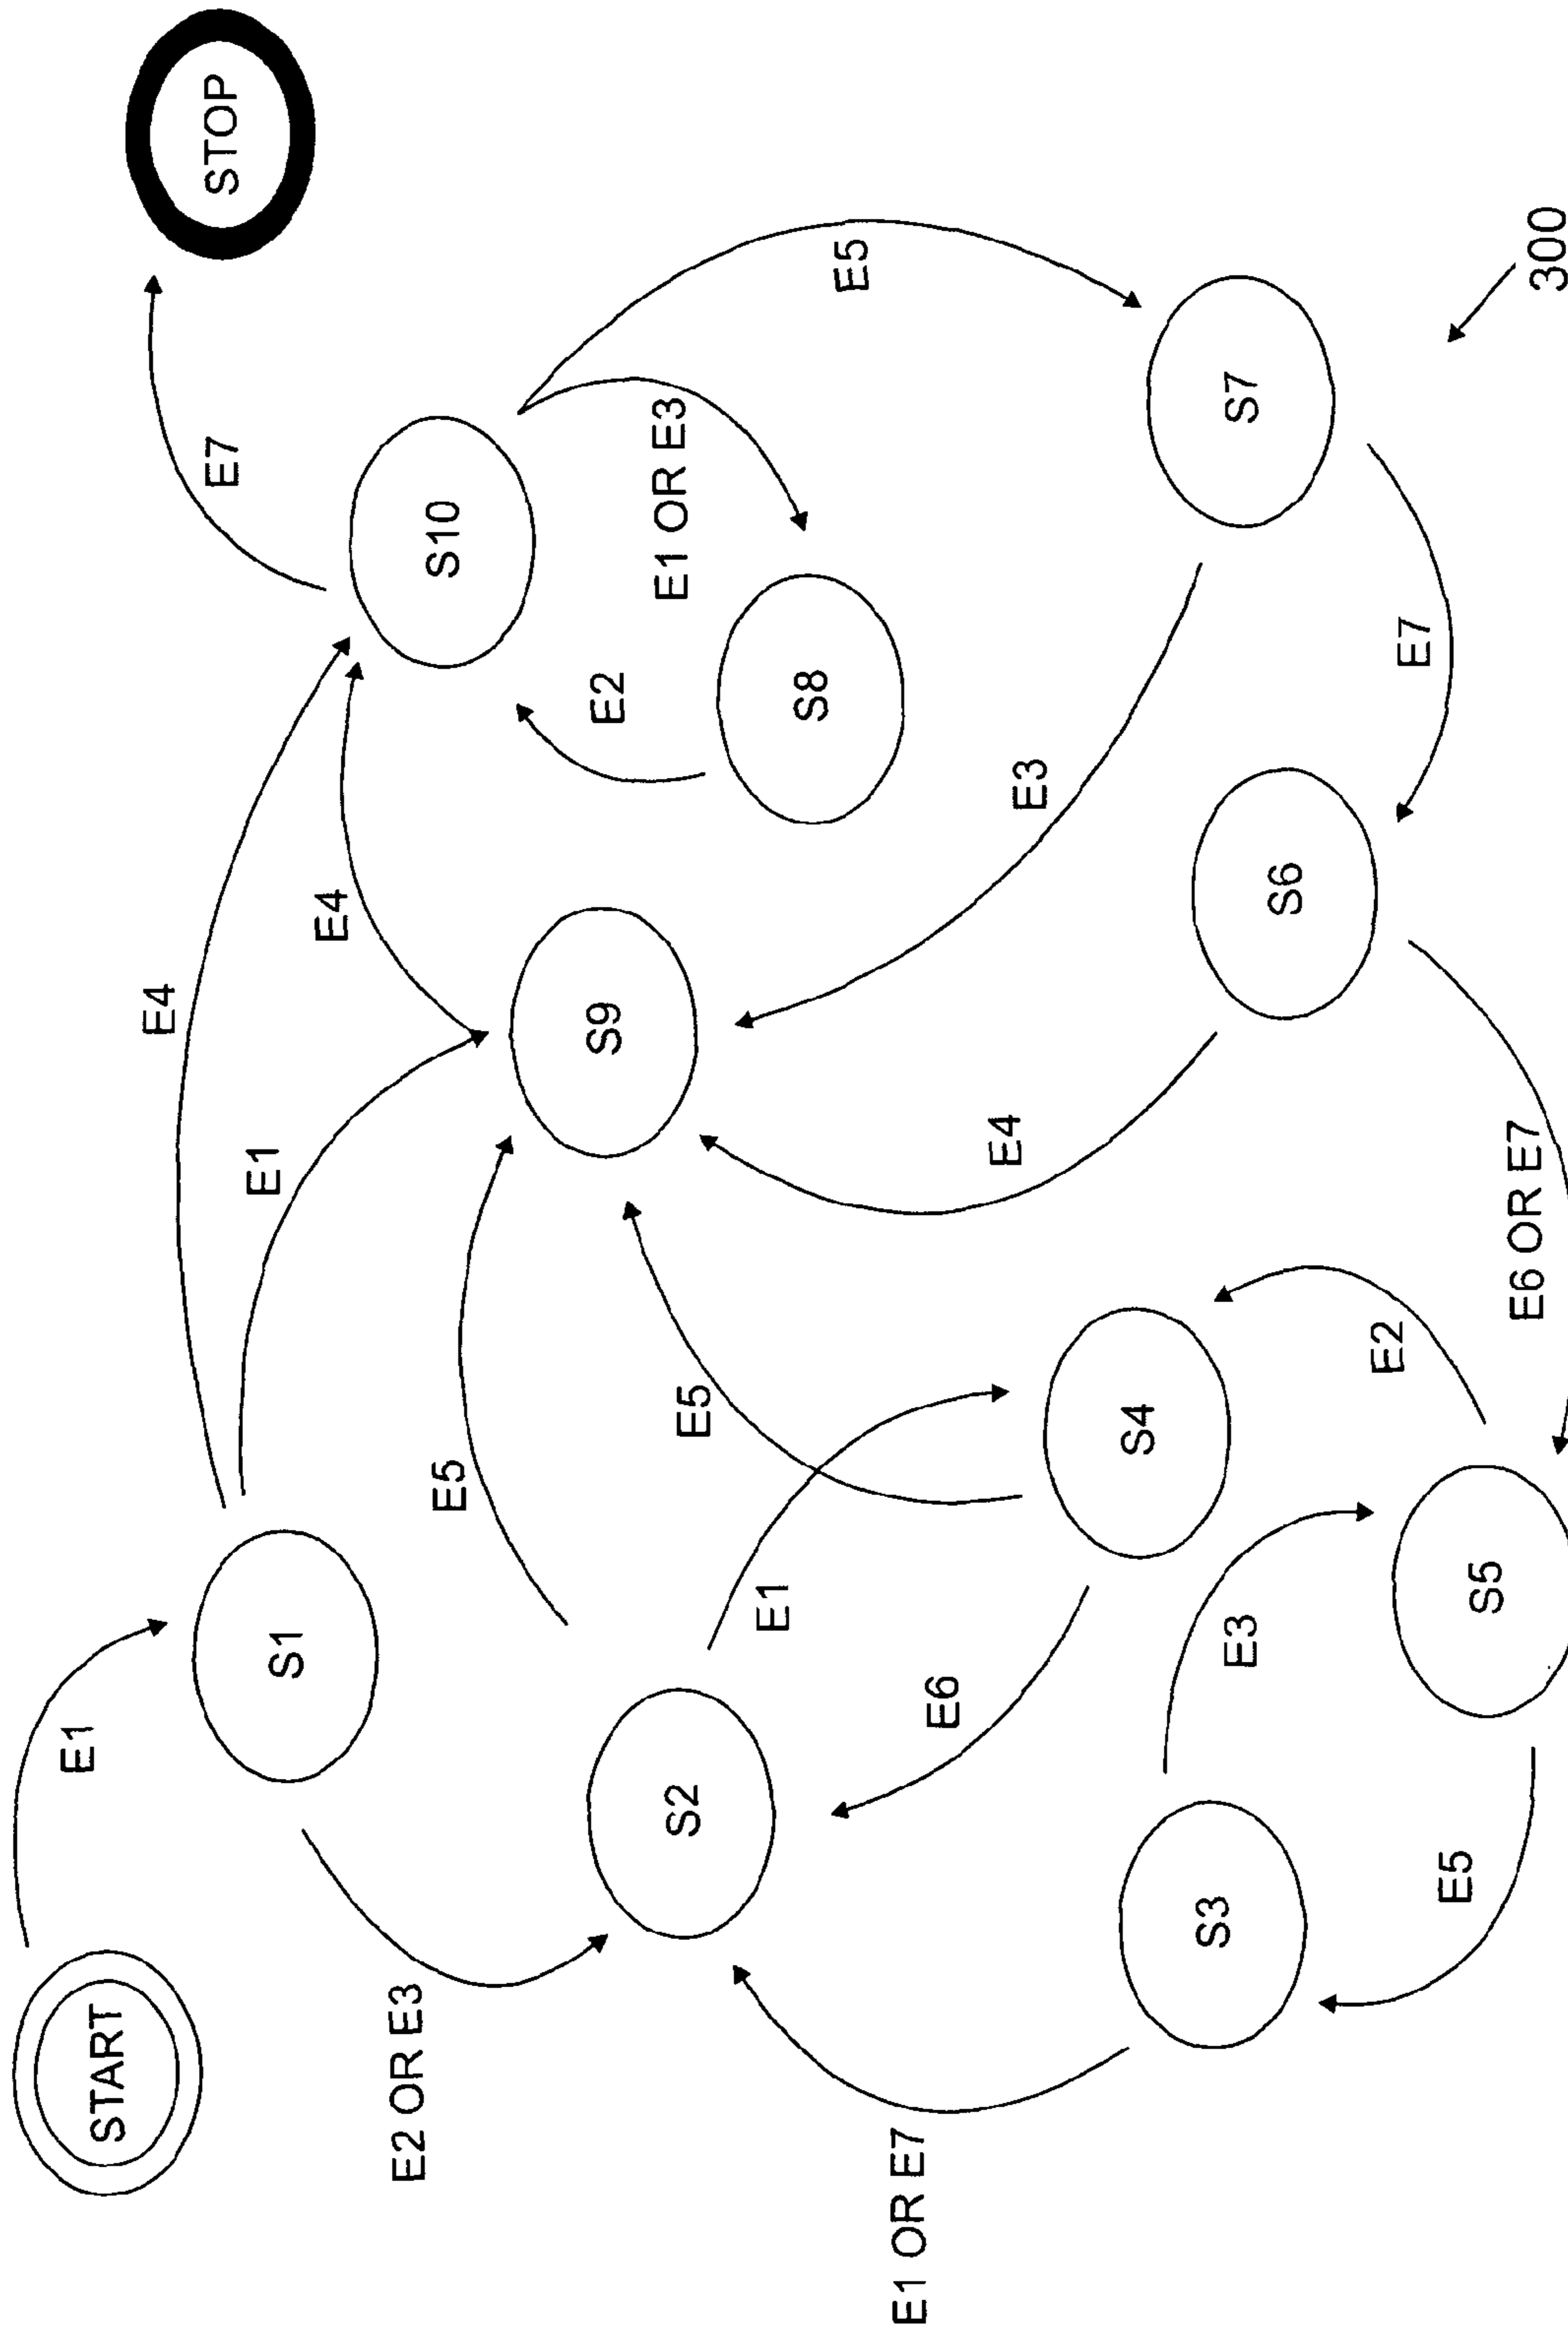 START
E1
S1
E4
E1
E4
E7
STOP
E2 OR E3
S2
E5
S9
S10
E2
E1 OR E3
S8
E5
E1
E5
E6
E4
E3
E1 OR E7
S3
E3
S4
S6
S7
E5
S5
E2
E6 OR E7
E7
300